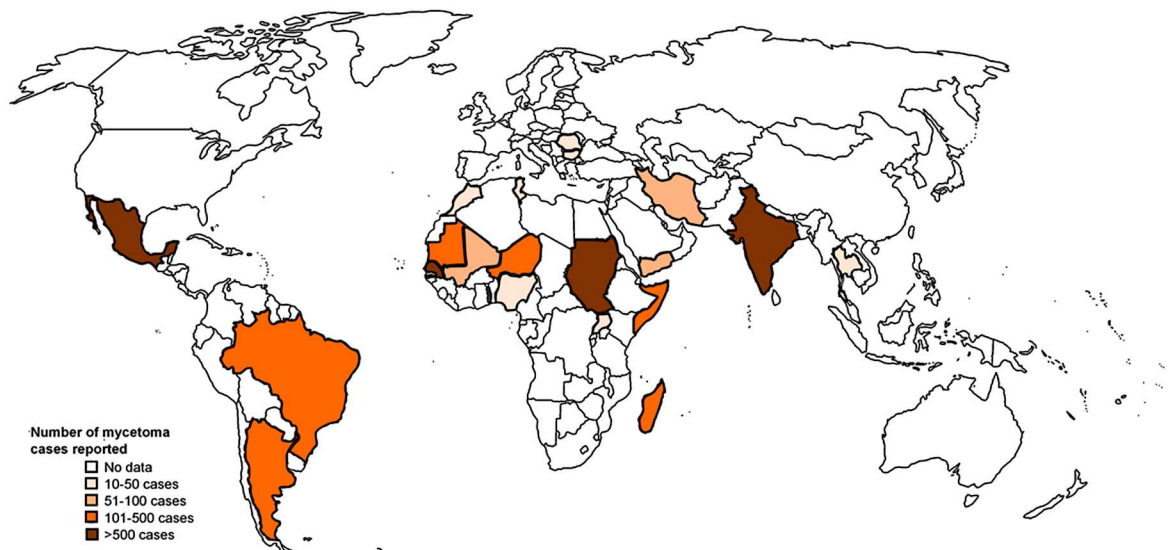 Number of mycetoma
cases reported
No data
10-50 cases
51-100 cases
101-500 cases
>500 cases